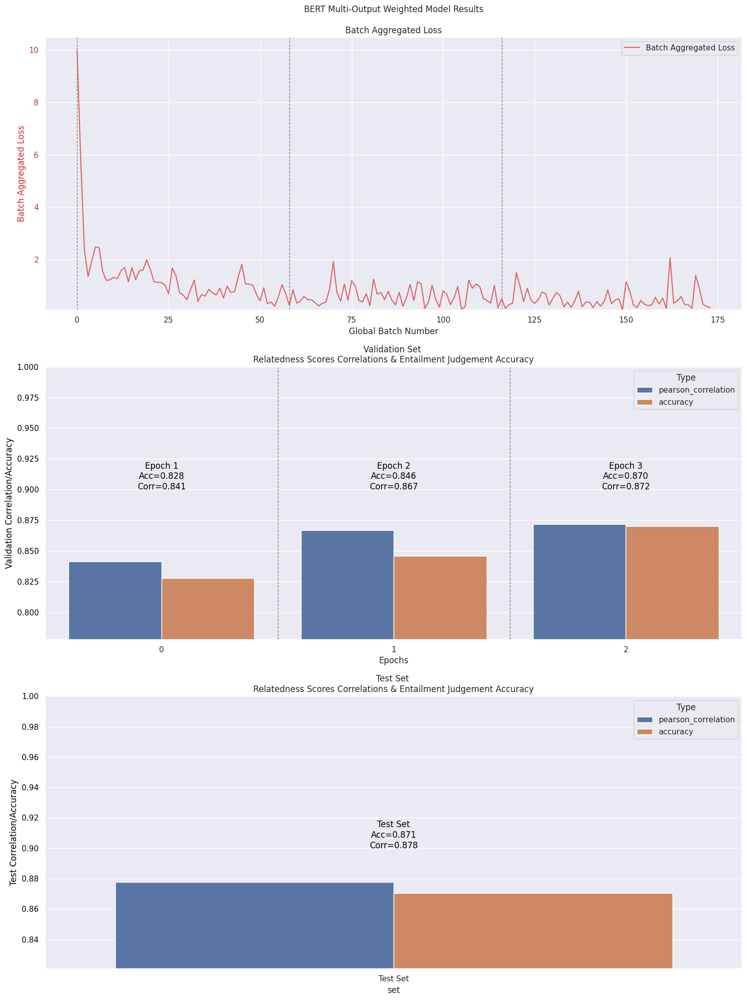 BERT Multi-Output Weighted Model Results
Batch Aggregated Loss
Batch Aggregated Loss
10
8
6
4
2
Batch Aggregated Loss
0 25 50 75 100 125 150 175
Global Batch Number
Validation Set
Relatedness Scores Correlations & Entailment Judgement Accuracy
Type
pearson_correlation
accuracy
1.000
0.975
0.950
0.925
0.900
0.875
0.850
0.825
0.800
Validation Correlation/Accuracy
Epoch 1
Acc=0.828
Corr=0.841
Epoch 2
Acc=0.846
Corr=0.867
Epoch 3
Acc=0.870
Corr=0.872
0 1 2
Epochs
Test Set
Relatedness Scores Correlations & Entailment Judgement Accuracy
Type
pearson_correlation
accuracy
1.00
0.98
0.96
0.94
0.92
0.90
0.88
0.86
0.84
Test Correlation/Accuracy
Test Set
Acc=0.871
Corr=0.878
Test Set
set